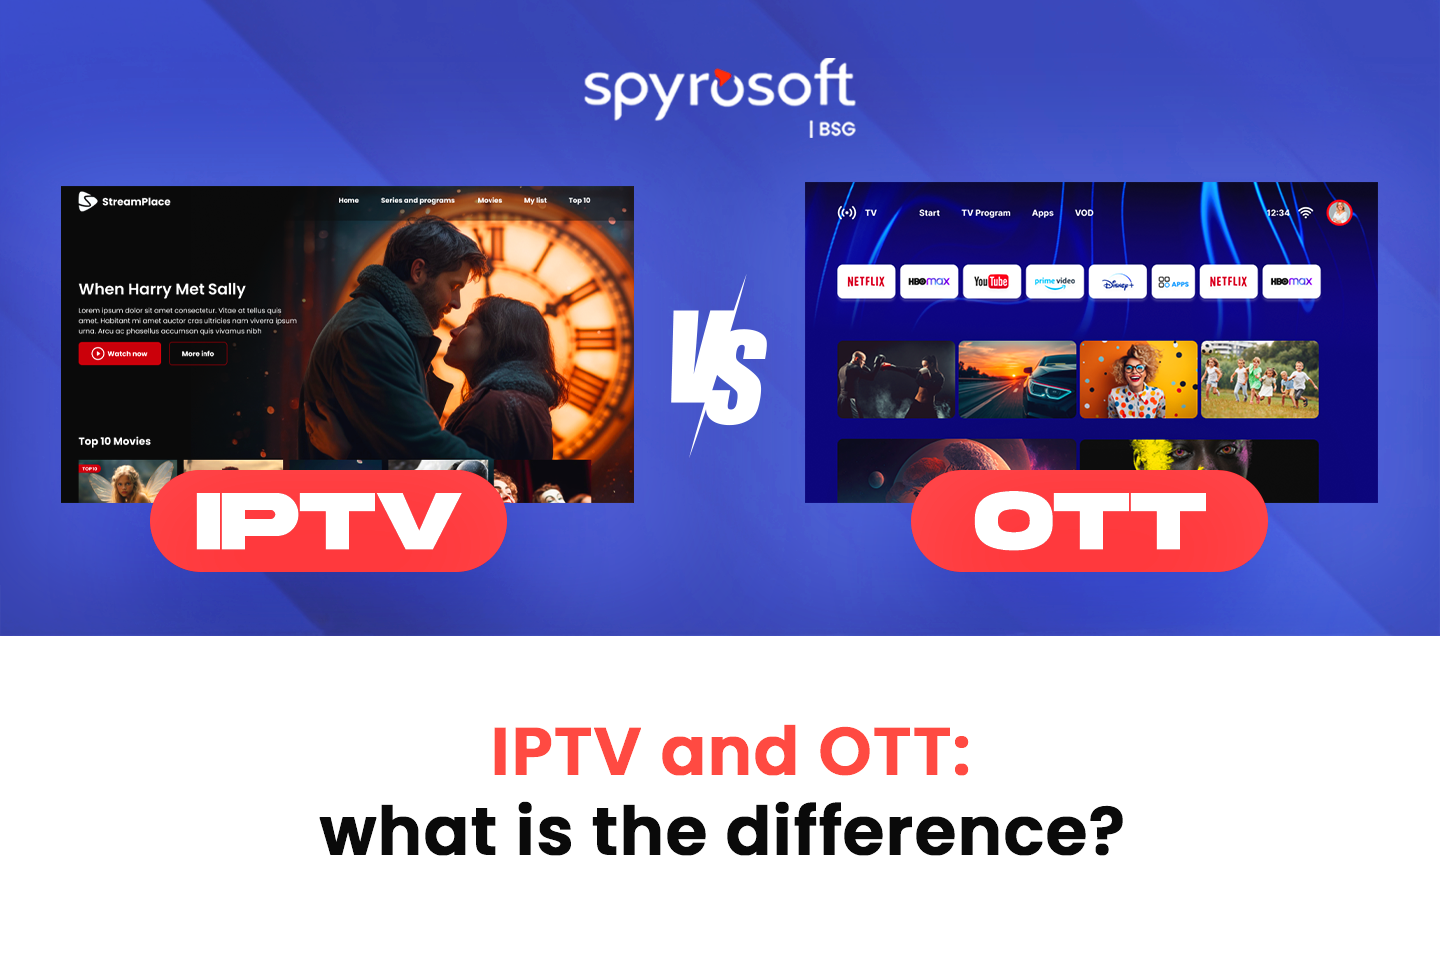 spyrosoft
| BSG
StreamPlace
Home Series and programs Movies My list Top 10
When Harry Met Sally
Lorem ipsum dolor sit amet consectetur. Vitae at tellus quis
amet. Habitant mi amet auctor cras ultricies nam viverra ipsum
urna. Arcu ac phasellus accumsan quis vivamus nibh
Watch now More info
Top 10 Movies
TOP 10
IPTV
VS
TV Start TV Program Apps VOD 12:34
NETFLIX HBOmax YouTube prime video Disney+ APPS NETFLIX HBOmax
OTT
IPTV and OTT:
what is the difference?